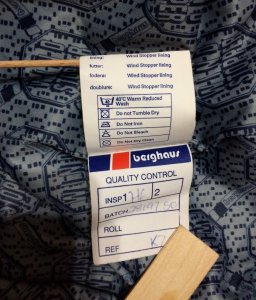 lining: Wind Stopper lining
futter: Wind Stopper lining
fodera: Wind Stopper lining
doublure: Wind Stopper lining
40°C Warm Reduced
Wash
Do not Tumble Dry
Do not Iron
Do not Bleach
Do not Dry Clean
berghaus
QUALITY CONTROL
INSP 1 / 2
BATCH
ROLL
REF